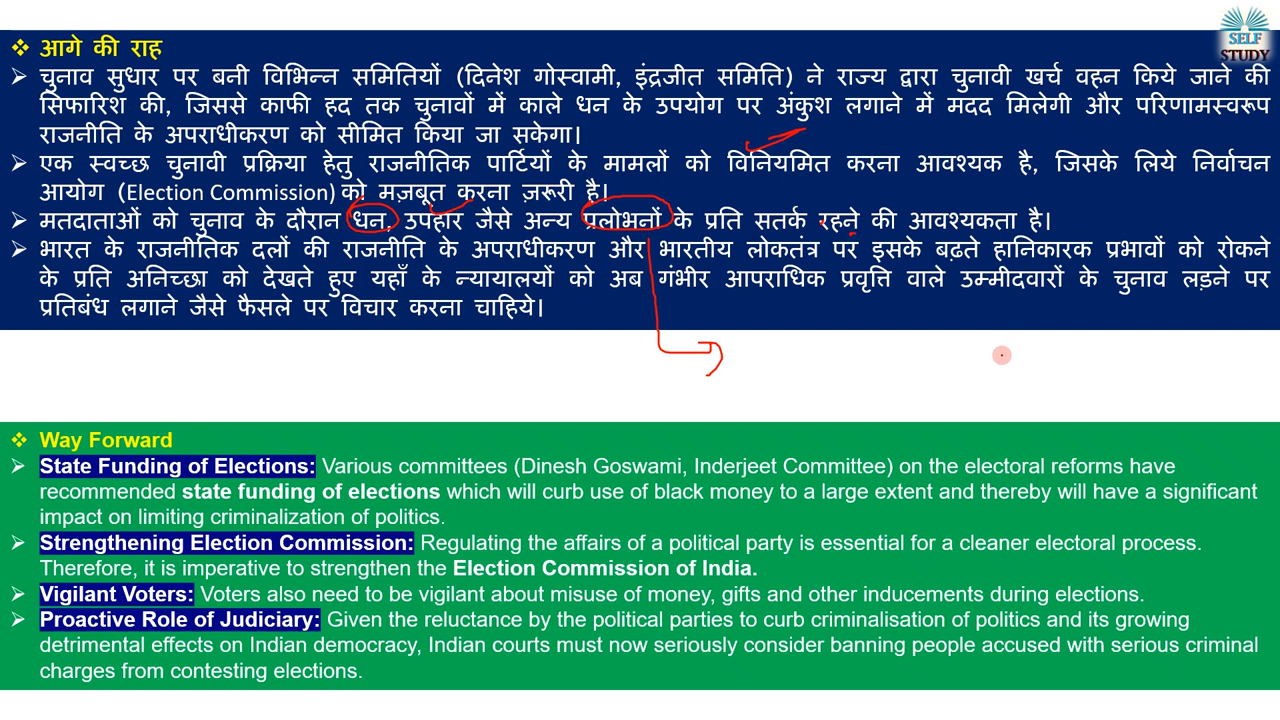 SELF
STUDY
❖ आगे की राह
➢ चुनाव सुधार पर बनी विभिन्न समितियों (दिनेश गोस्वामी, इंद्रजीत समिति) ने राज्य द्वारा चुनावी खर्च वहन किये जाने की
सिफारिश की, जिससे काफी हद तक चुनावों में काले धन के उपयोग पर अंकुश लगाने में मदद मिलेगी और परिणामस्वरूप
राजनीति के अपराधीकरण को सीमित किया जा सकेगा।
➢ एक स्वच्छ चुनावी प्रक्रिया हेतु राजनीतिक पार्टियों के मामलों को विनियमित करना आवश्यक है, जिसके लिये निर्वाचन
आयोग (Election Commission) को मज़बूत करना ज़रूरी है।
➢ मतदाताओं को चुनाव के दौरान धन, उपहार जैसे अन्य प्रलोभनों के प्रति सतर्क रहने की आवश्यकता है।
➢ भारत के राजनीतिक दलों की राजनीति के अपराधीकरण और भारतीय लोकतंत्र पर इसके बढ़ते हानिकारक प्रभावों को रोकने
के प्रति अनिच्छा को देखते हुए यहाँ के न्यायालयों को अब गंभीर आपराधिक प्रवृत्ति वाले उम्मीदवारों के चुनाव लड़ने पर
प्रतिबंध लगाने जैसे फैसले पर विचार करना चाहिये।
❖ Way Forward
➢ State Funding of Elections: Various committees (Dinesh Goswami, Inderjeet Committee) on the electoral reforms have
recommended state funding of elections which will curb use of black money to a large extent and thereby will have a significant
impact on limiting criminalization of politics.
➢ Strengthening Election Commission: Regulating the affairs of a political party is essential for a cleaner electoral process.
Therefore, it is imperative to strengthen the Election Commission of India.
➢ Vigilant Voters: Voters also need to be vigilant about misuse of money, gifts and other inducements during elections.
➢ Proactive Role of Judiciary: Given the reluctance by the political parties to curb criminalisation of politics and its growing
detrimental effects on Indian democracy, Indian courts must now seriously consider banning people accused with serious criminal
charges from contesting elections.